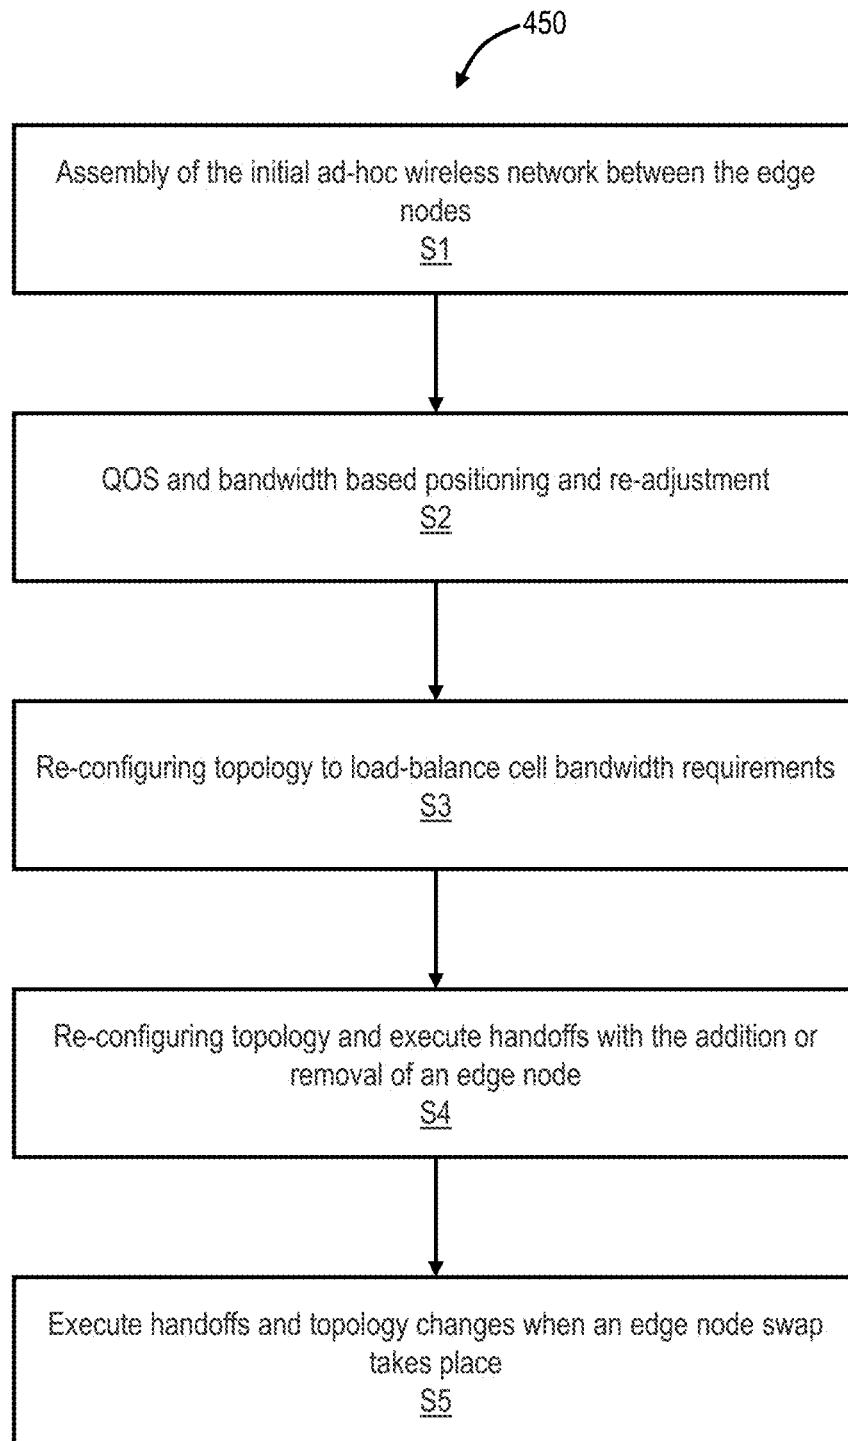 450
Assembly of the initial ad-hoc wireless network between the edge
nodes
S1
QOS and bandwidth based positioning and re-adjustment
S2
Re-configuring topology to load-balance cell bandwidth requirements
S3
Re-configuring topology and execute handoffs with the addition or
removal of an edge node
S4
Execute handoffs and topology changes when an edge node swap
takes place
S5